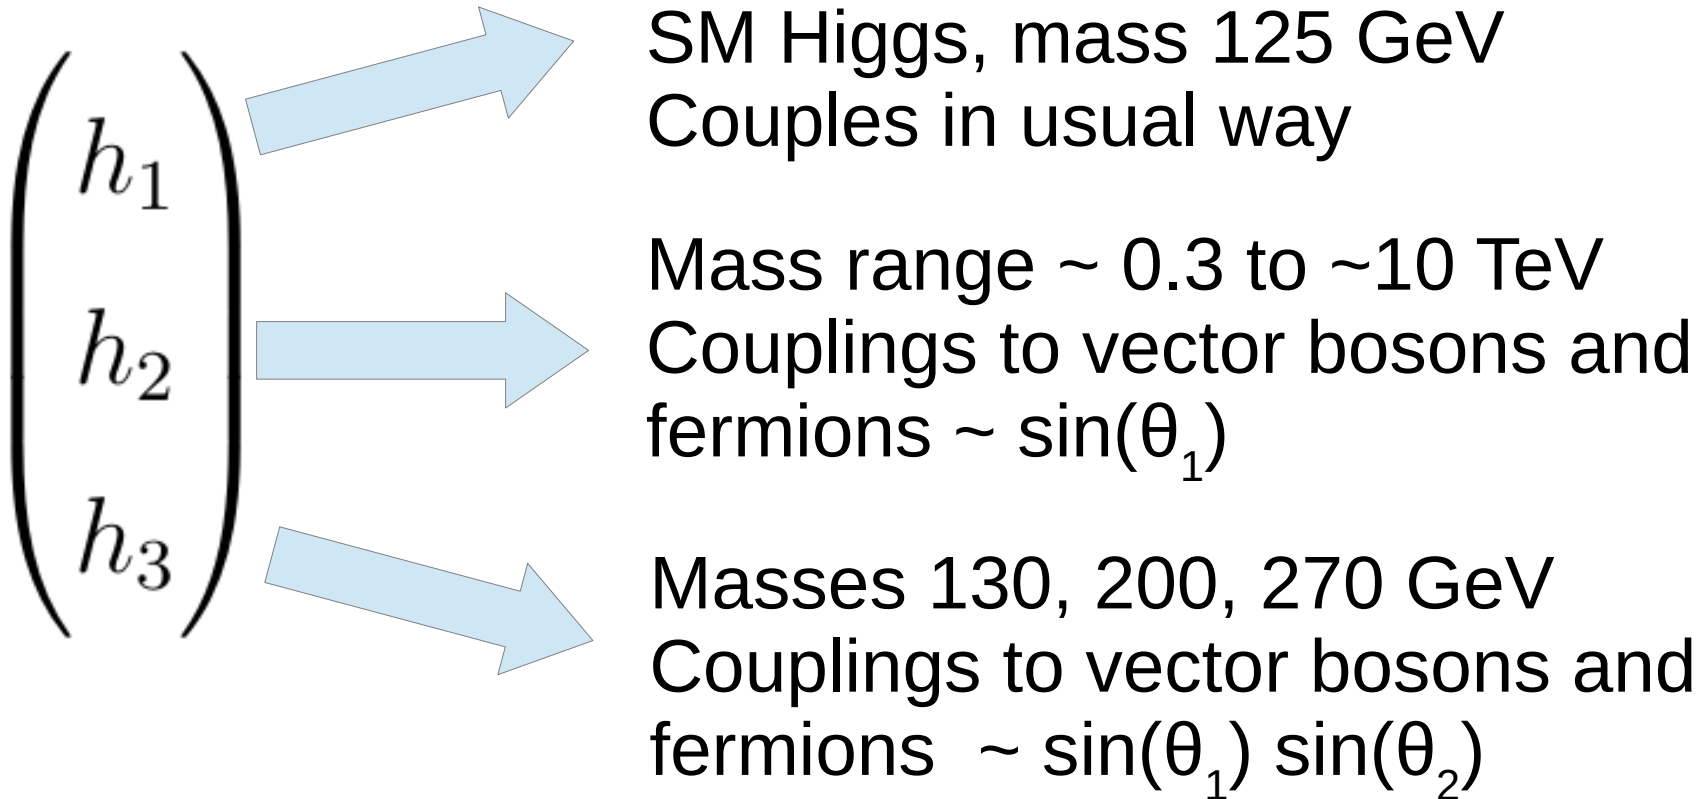 h₁
SM Higgs, mass 125 GeV
Couples in usual way
h₂
Mass range ~ 0.3 to ~10 TeV
Couplings to vector bosons and
fermions ~ sin(θ₁)
h₃
Masses 130, 200, 270 GeV
Couplings to vector bosons and
fermions ~ sin(θ₁) sin(θ₂)